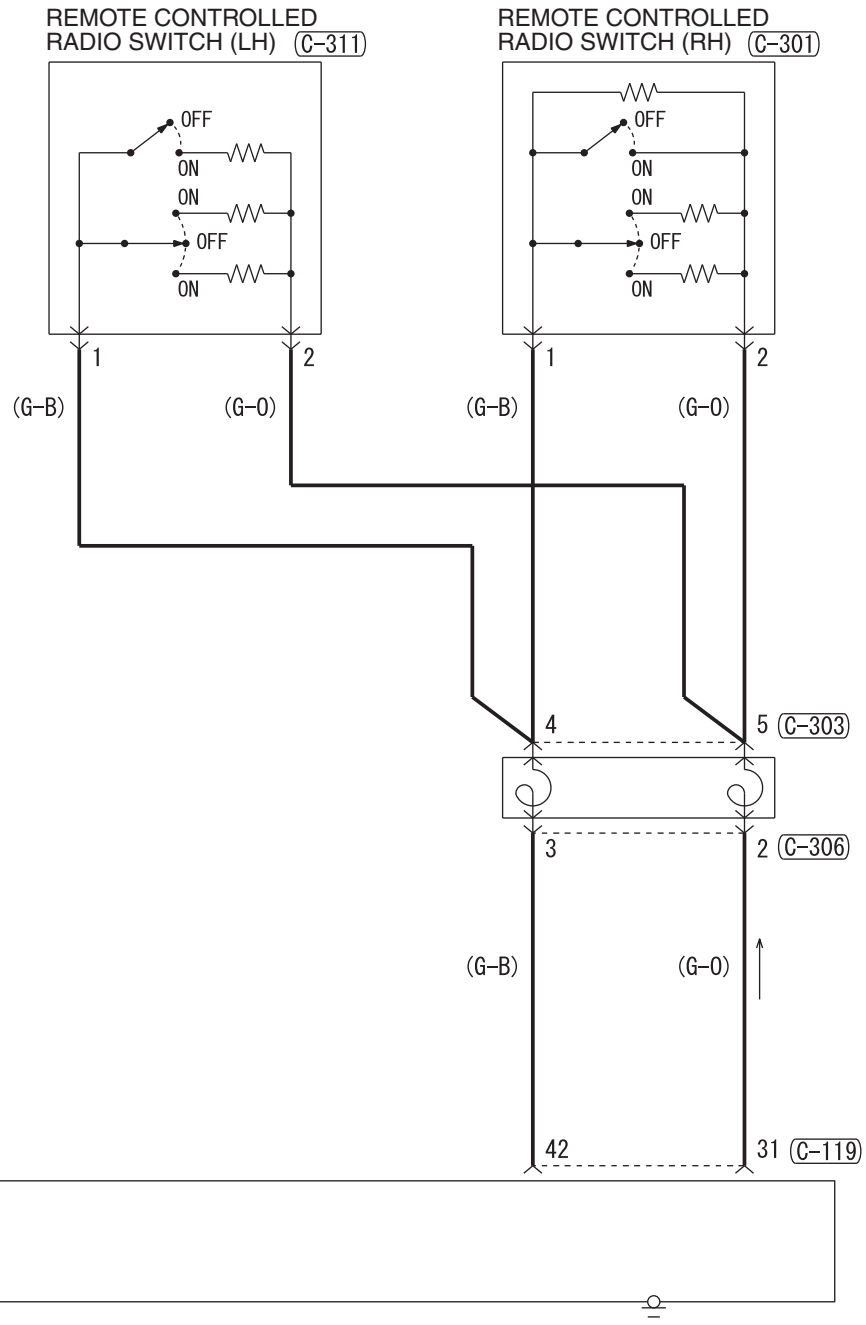 REMOTE CONTROLLED
RADIO SWITCH (LH) C-311
REMOTE CONTROLLED
RADIO SWITCH (RH) C-301
OFF
ON
ON
OFF
ON
OFF
ON
ON
OFF
ON
1
2
1
2
(G-B)
(G-O)
(G-B)
(G-O)
4
5 C-303
3
2 C-306
(G-B)
(G-O)
42
31 C-119